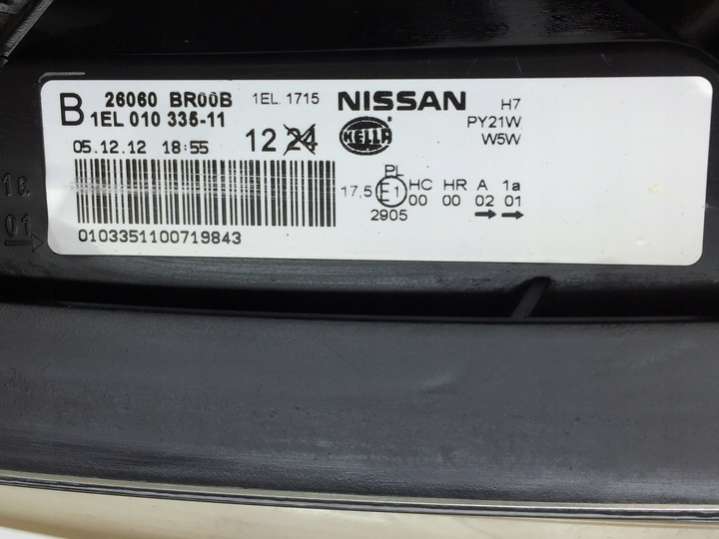 B 26060 BR00B 1EL 1715 NISSAN H7
1EL 010 335-11 HELLA PY21W
W5W
05.12.12 18:55 12 24
PL
17,5 E1 HC HR A 1a
00 00 02 01
2905
0103351100719843
01